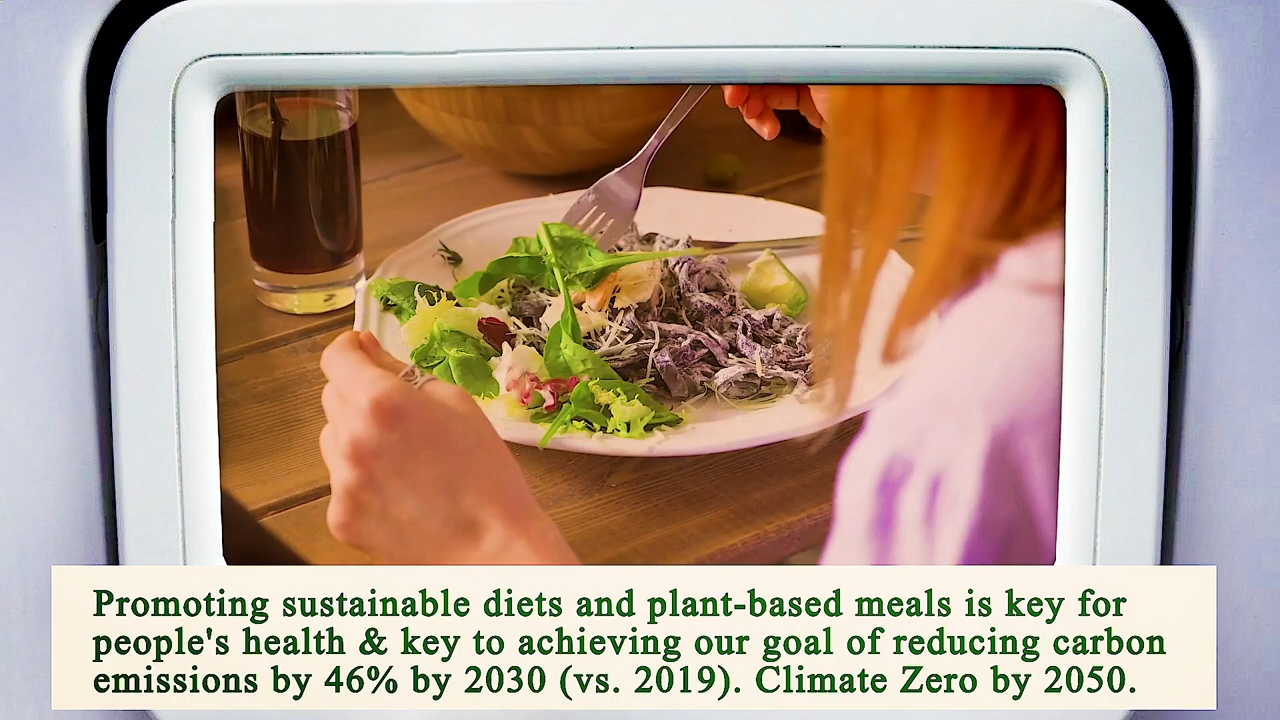 Promoting sustainable diets and plant-based meals is key for
people's health & key to achieving our goal of reducing carbon
emissions by 46% by 2030 (vs. 2019). Climate Zero by 2050.